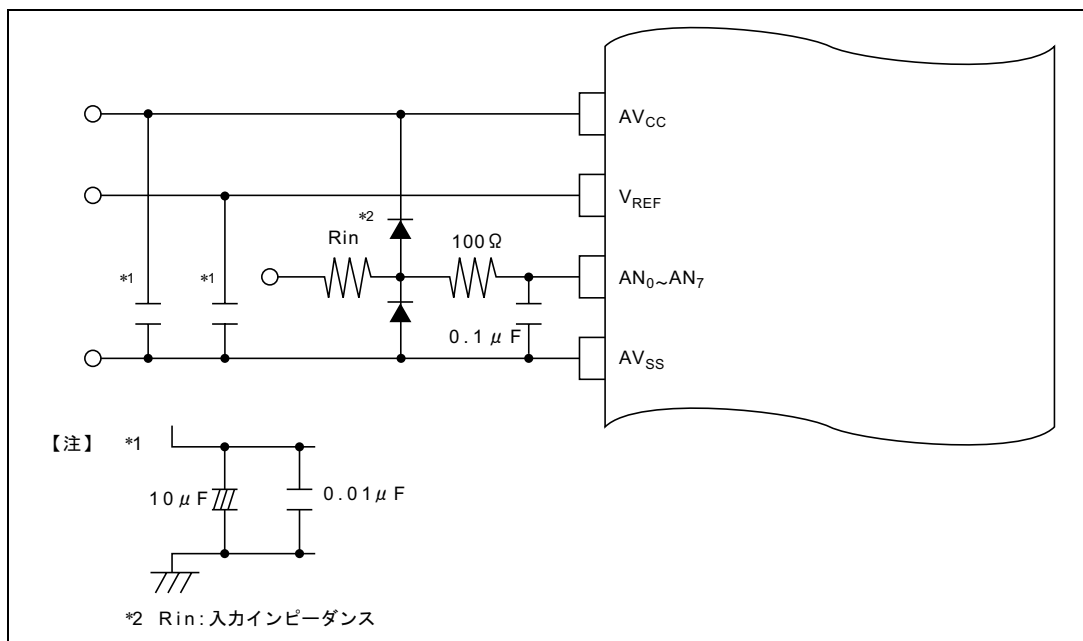 AVCC
VREF
*2
Rin
100Ω
*1
*1
AN0~AN7
0.1μF
AVSS
【注】 *1
10μF
0.01μF
*2 Rin:入力インピーダンス